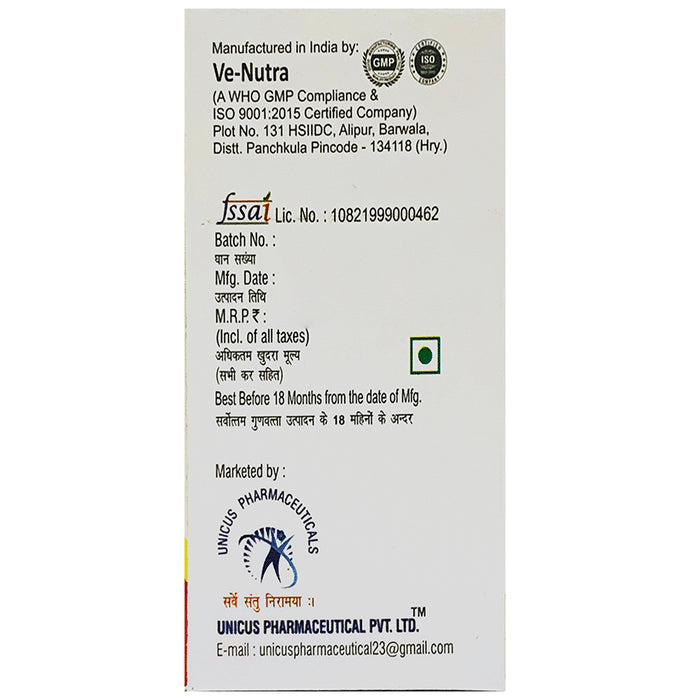 Manufactured in India by:
GMP
CERTIFIED
ISO
COMPANY
Ve-Nutra
(A WHO GMP Compliance &
ISO 9001:2015 Certified Company)
Plot No. 131 HSIIDC, Alipur, Barwala,
Distt. Panchkula Pincode - 134118 (Hry.)
fssai Lic. No. : 10821999000462
Batch No. :
घान सख्या
Mfg. Date :
उत्पादन तिथि
M.R.P.₹ :
(Incl. of all taxes)
अधिकतम खुदरा मूल्य
(सभी कर सहित)
Best Before 18 Months from the date of Mfg.
सर्वोत्तम गुणवत्ता उत्पादन के 18 महिनों के अन्दर
Marketed by :
UNICUS PHARMACEUTICALS
सर्वे संतु निरामया :।
UNICUS PHARMACEUTICAL PVT. LTD.™
E-mail : unicuspharmaceutical23@gmail.com